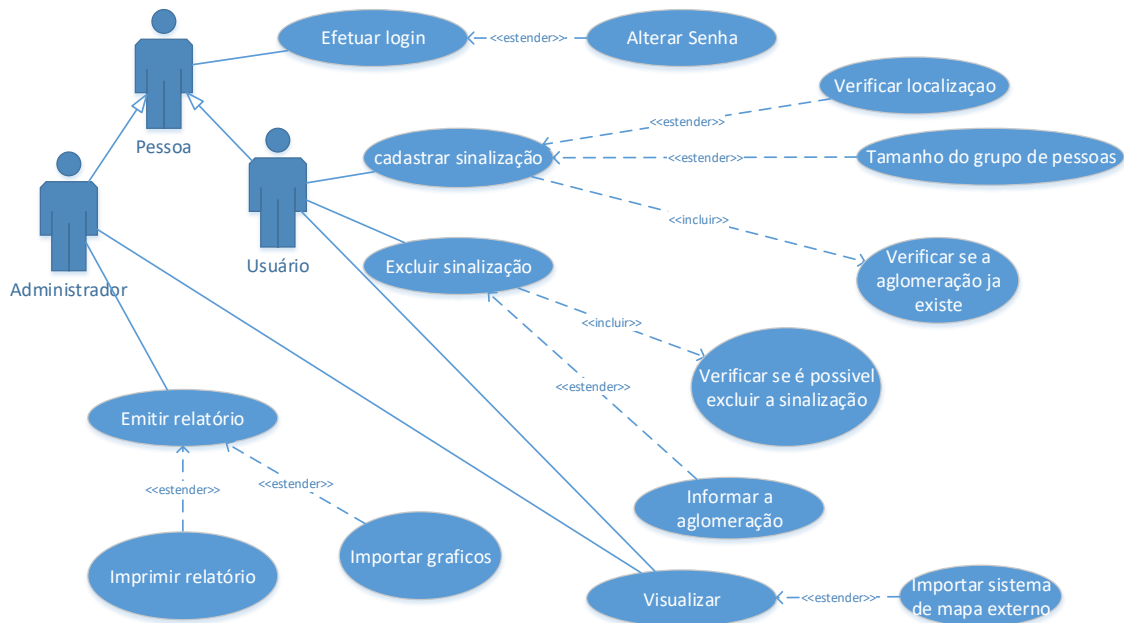 Efetuar login
<<estender>>
Alterar Senha
Pessoa
Verificar localizaçao
<<estender>>
cadastrar sinalização
<<estender>>
Tamanho do grupo de pessoas
<<incluir>>
Usuário
Administrador
Excluir sinalização
Verificar se a
aglomeração ja
existe
<<incluir>>
Verificar se é possivel
excluir a sinalização
<<estender>>
Emitir relatório
<<estender>>
<<estender>>
Informar a
aglomeração
Importar graficos
Imprimir relatório
Visualizar
<<estender>>
Importar sistema
de mapa externo